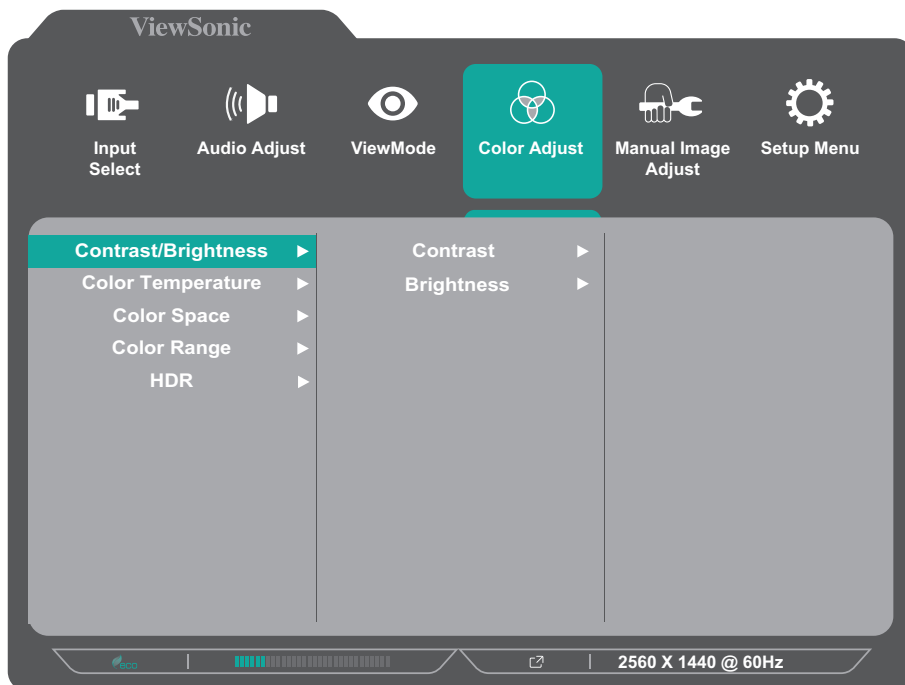 ViewSonic
Input Select
Audio Adjust
ViewMode
Color Adjust
Manual Image Adjust
Setup Menu
Contrast/Brightness
Color Temperature
Color Space
Color Range
HDR
Contrast
Brightness
eco
2560 X 1440 @ 60Hz